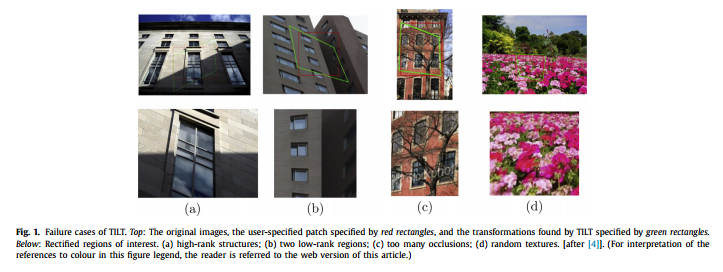 (a)
(b)
(c)
(d)
Fig. 1. Failure cases of TILT. Top: The original images, the user-specified patch specified by red rectangles, and the transformations found by TILT specified by green rectangles.
Below: Rectified regions of interest. (a) high-rank structures; (b) two low-rank regions; (c) too many occlusions; (d) random textures. [after [4]]. (For interpretation of the
references to colour in this figure legend, the reader is referred to the web version of this article.)